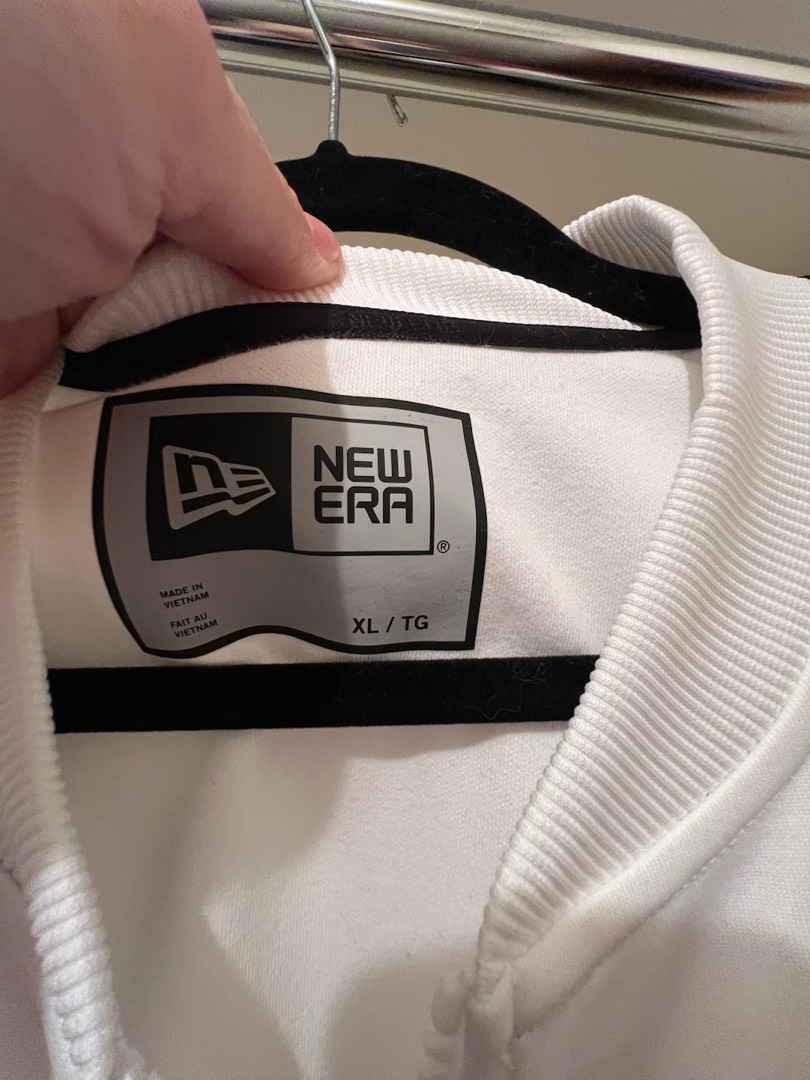 NEW
ERA
®
MADE IN
VIETNAM
FAIT AU
VIETNAM
XL / TG